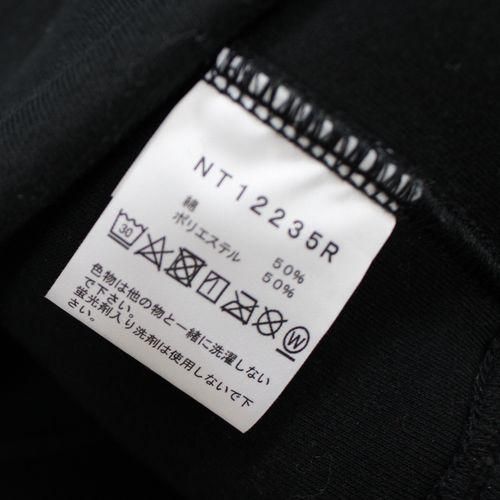 NT12235R
綿 50%
ポリエステル 50%
30
W
色物は他の物と一緒に洗濯しない
で下さい。
蛍光剤入り洗剤は使用しないで下
さい。